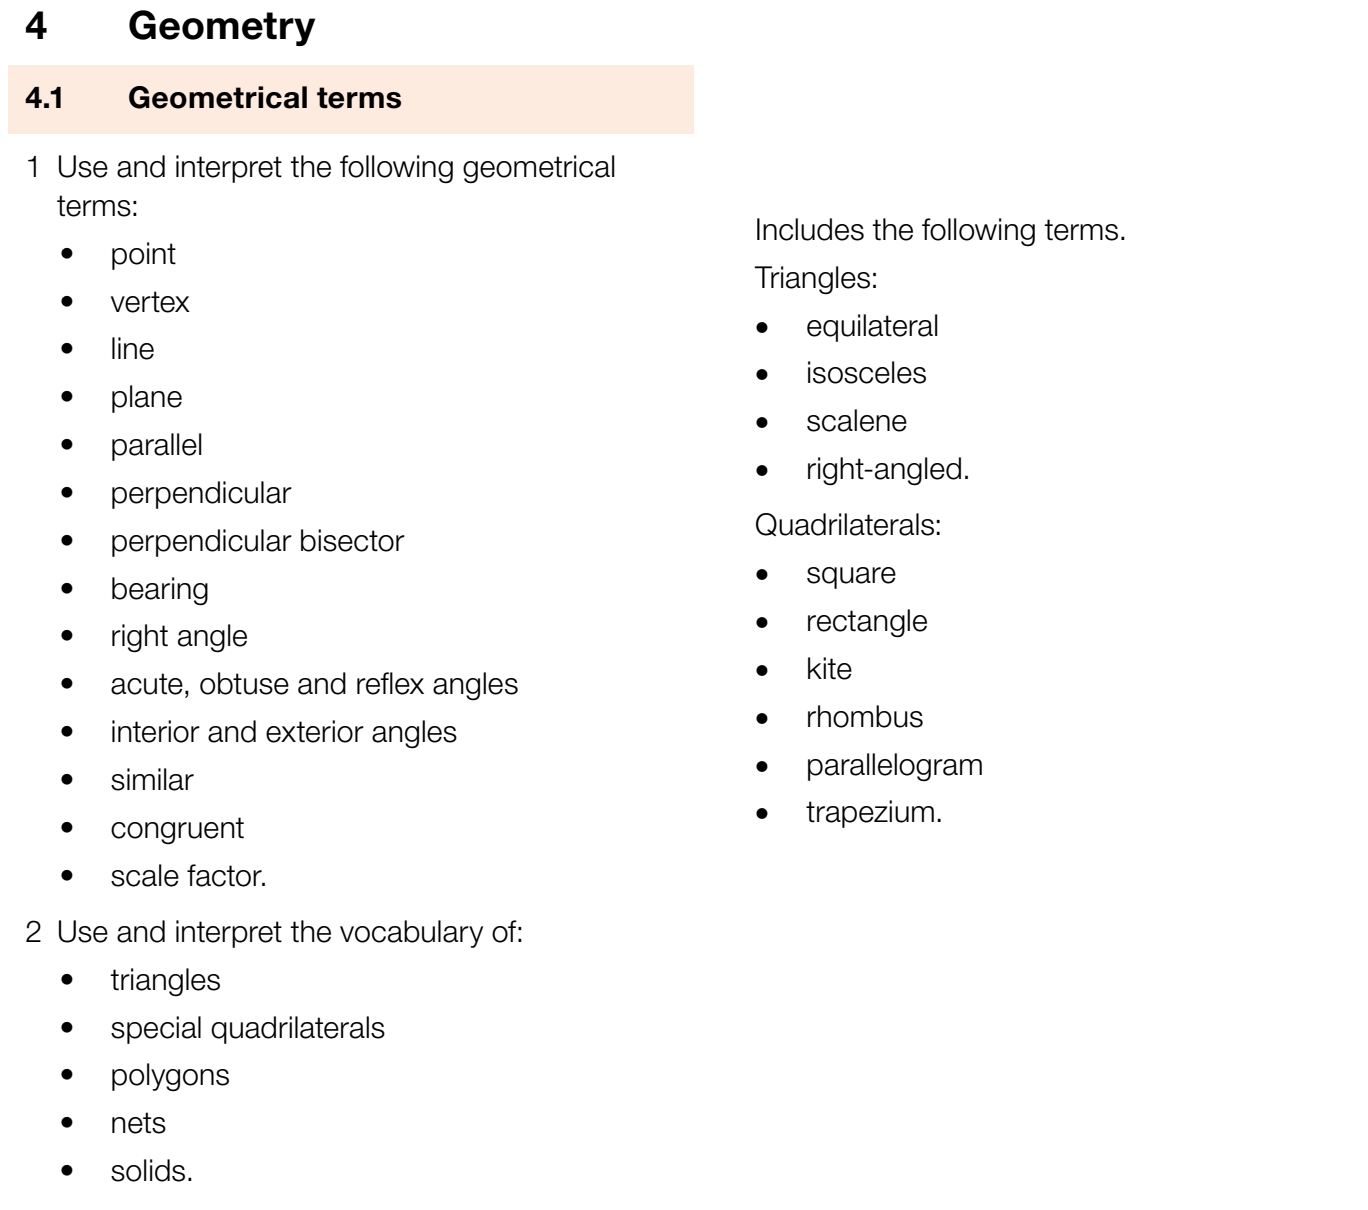 4 Geometry
4.1 Geometrical terms
1 Use and interpret the following geometrical
terms:
• point
• vertex
• line
• plane
• parallel
• perpendicular
• perpendicular bisector
• bearing
• right angle
• acute, obtuse and reflex angles
• interior and exterior angles
• similar
• congruent
• scale factor.
2 Use and interpret the vocabulary of:
• triangles
• special quadrilaterals
• polygons
• nets
• solids.
Includes the following terms.
Triangles:
• equilateral
• isosceles
• scalene
• right-angled.
Quadrilaterals:
• square
• rectangle
• kite
• rhombus
• parallelogram
• trapezium.